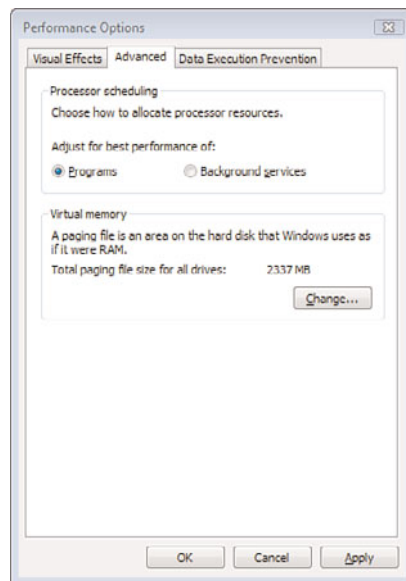 Performance Options
Visual Effects Advanced Data Execution Prevention
Processor scheduling
Choose how to allocate processor resources.
Adjust for best performance of:
Programs Background services
Virtual memory
A paging file is an area on the hard disk that Windows uses as
if it were RAM.
Total paging file size for all drives: 2337 MB
Change...
OK Cancel Apply